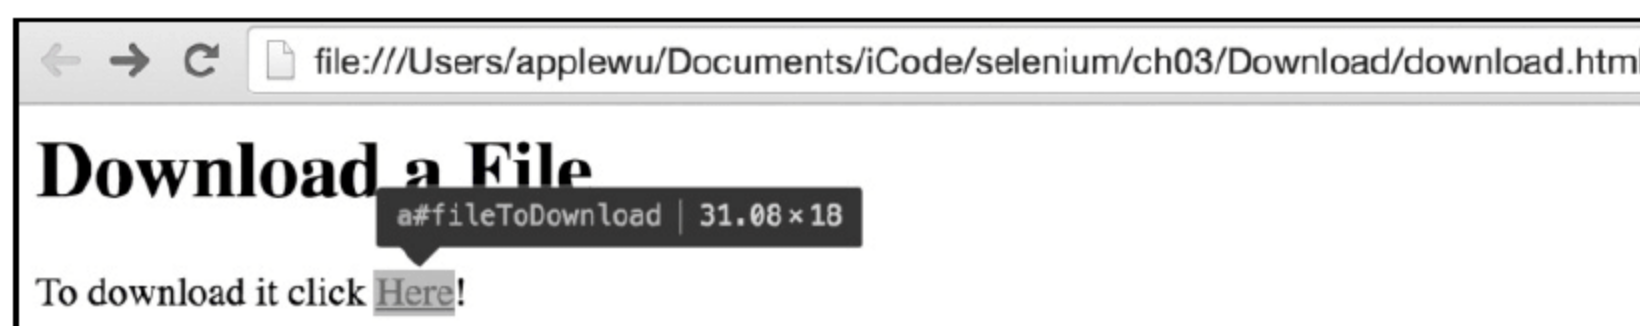 file:///Users/applewu/Documents/iCode/selenium/ch03/Download/download.html
Download a File
a#fileToDownload | 31.08×18
To download it click Here!